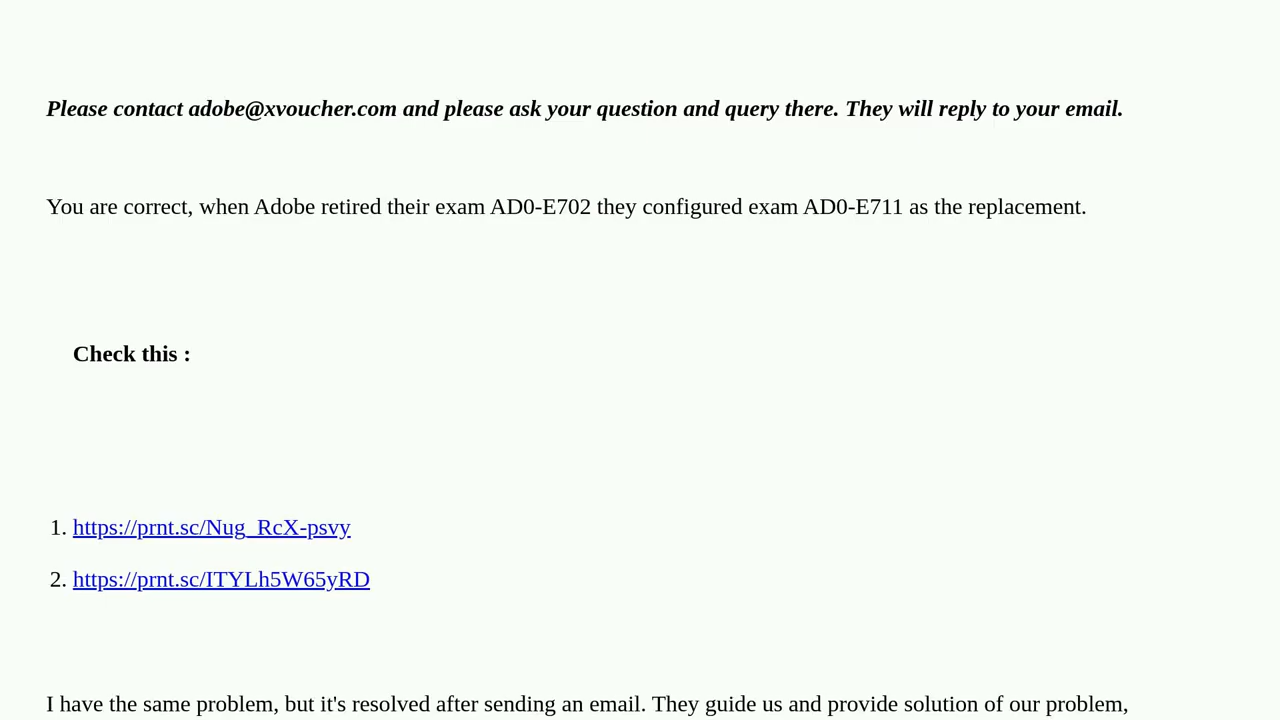 Please contact adobe@xvoucher.com and please ask your question and query there. They will reply to your email.
You are correct, when Adobe retired their exam AD0-E702 they configured exam AD0-E711 as the replacement.
Check this :
1. https://prnt.sc/Nug_RcX-psvy
2. https://prnt.sc/ITYLh5W65yRD
I have the same problem, but it's resolved after sending an email. They guide us and provide solution of our problem,